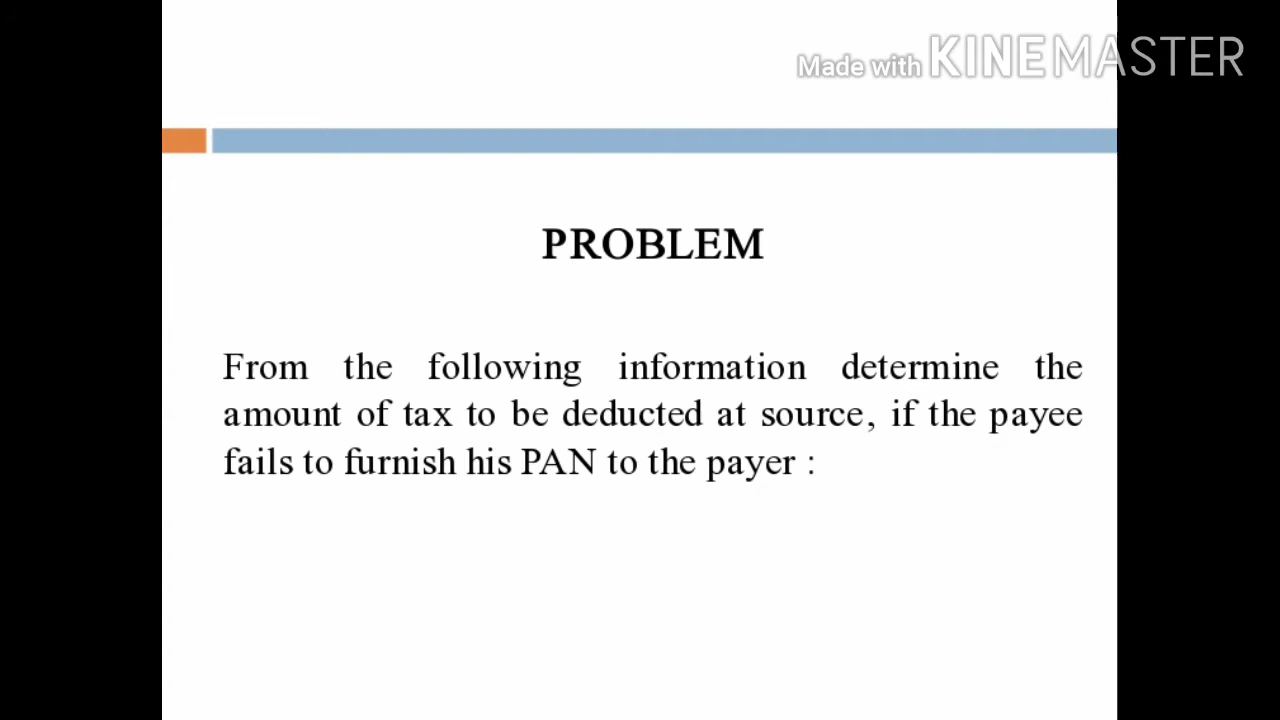 Made with KINEMASTER
PROBLEM
From the following information determine the
amount of tax to be deducted at source, if the payee
fails to furnish his PAN to the payer :